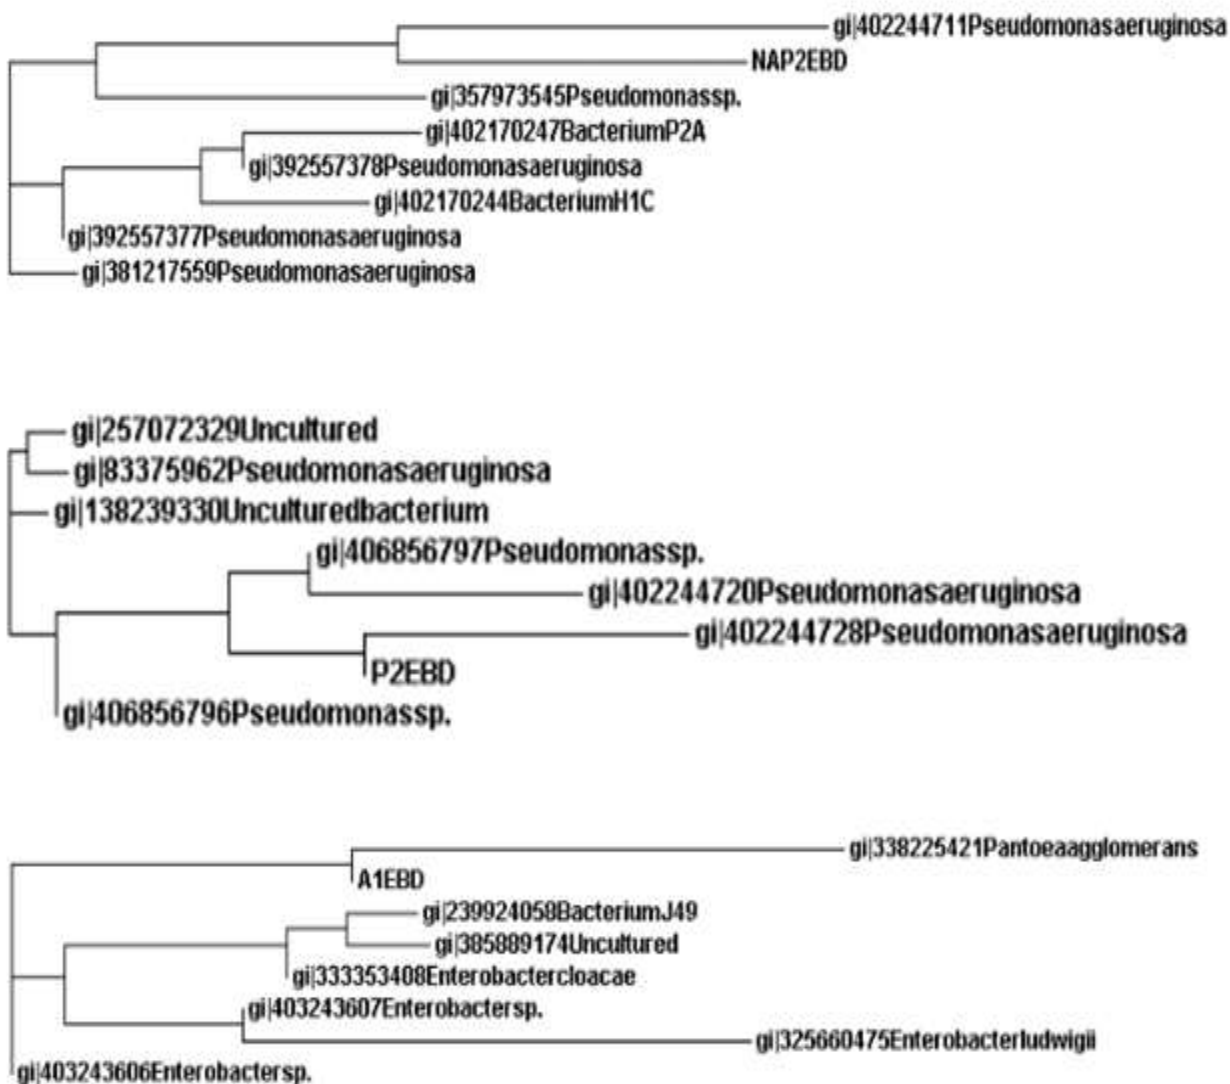 gi|402244711Pseudomonasaeruginosa
NAP2EBD
gi|357973545Pseudomonassp.
gi|402170247BacteriumP2A
gi|392557378Pseudomonasaeruginosa
gi|402170244BacteriumH1C
gi|392557377Pseudomonasaeruginosa
gi|381217559Pseudomonasaeruginosa
gi|257072329Uncultured
gi|83375962Pseudomonasaeruginosa
gi|138239330Unculturedbacterium
gi|406856797Pseudomonassp.
gi|402244720Pseudomonasaeruginosa
gi|402244728Pseudomonasaeruginosa
P2EBD
gi|406856796Pseudomonassp.
gi|338225421Pantoeaagglomerans
A1EBD
gi|239924058BacteriumJ49
gi|385889174Uncultured
gi|333353408Enterobactercloacae
gi|403243607Enterobactersp.
gi|325660475Enterobacterludwigii
gi|403243606Enterobactersp.